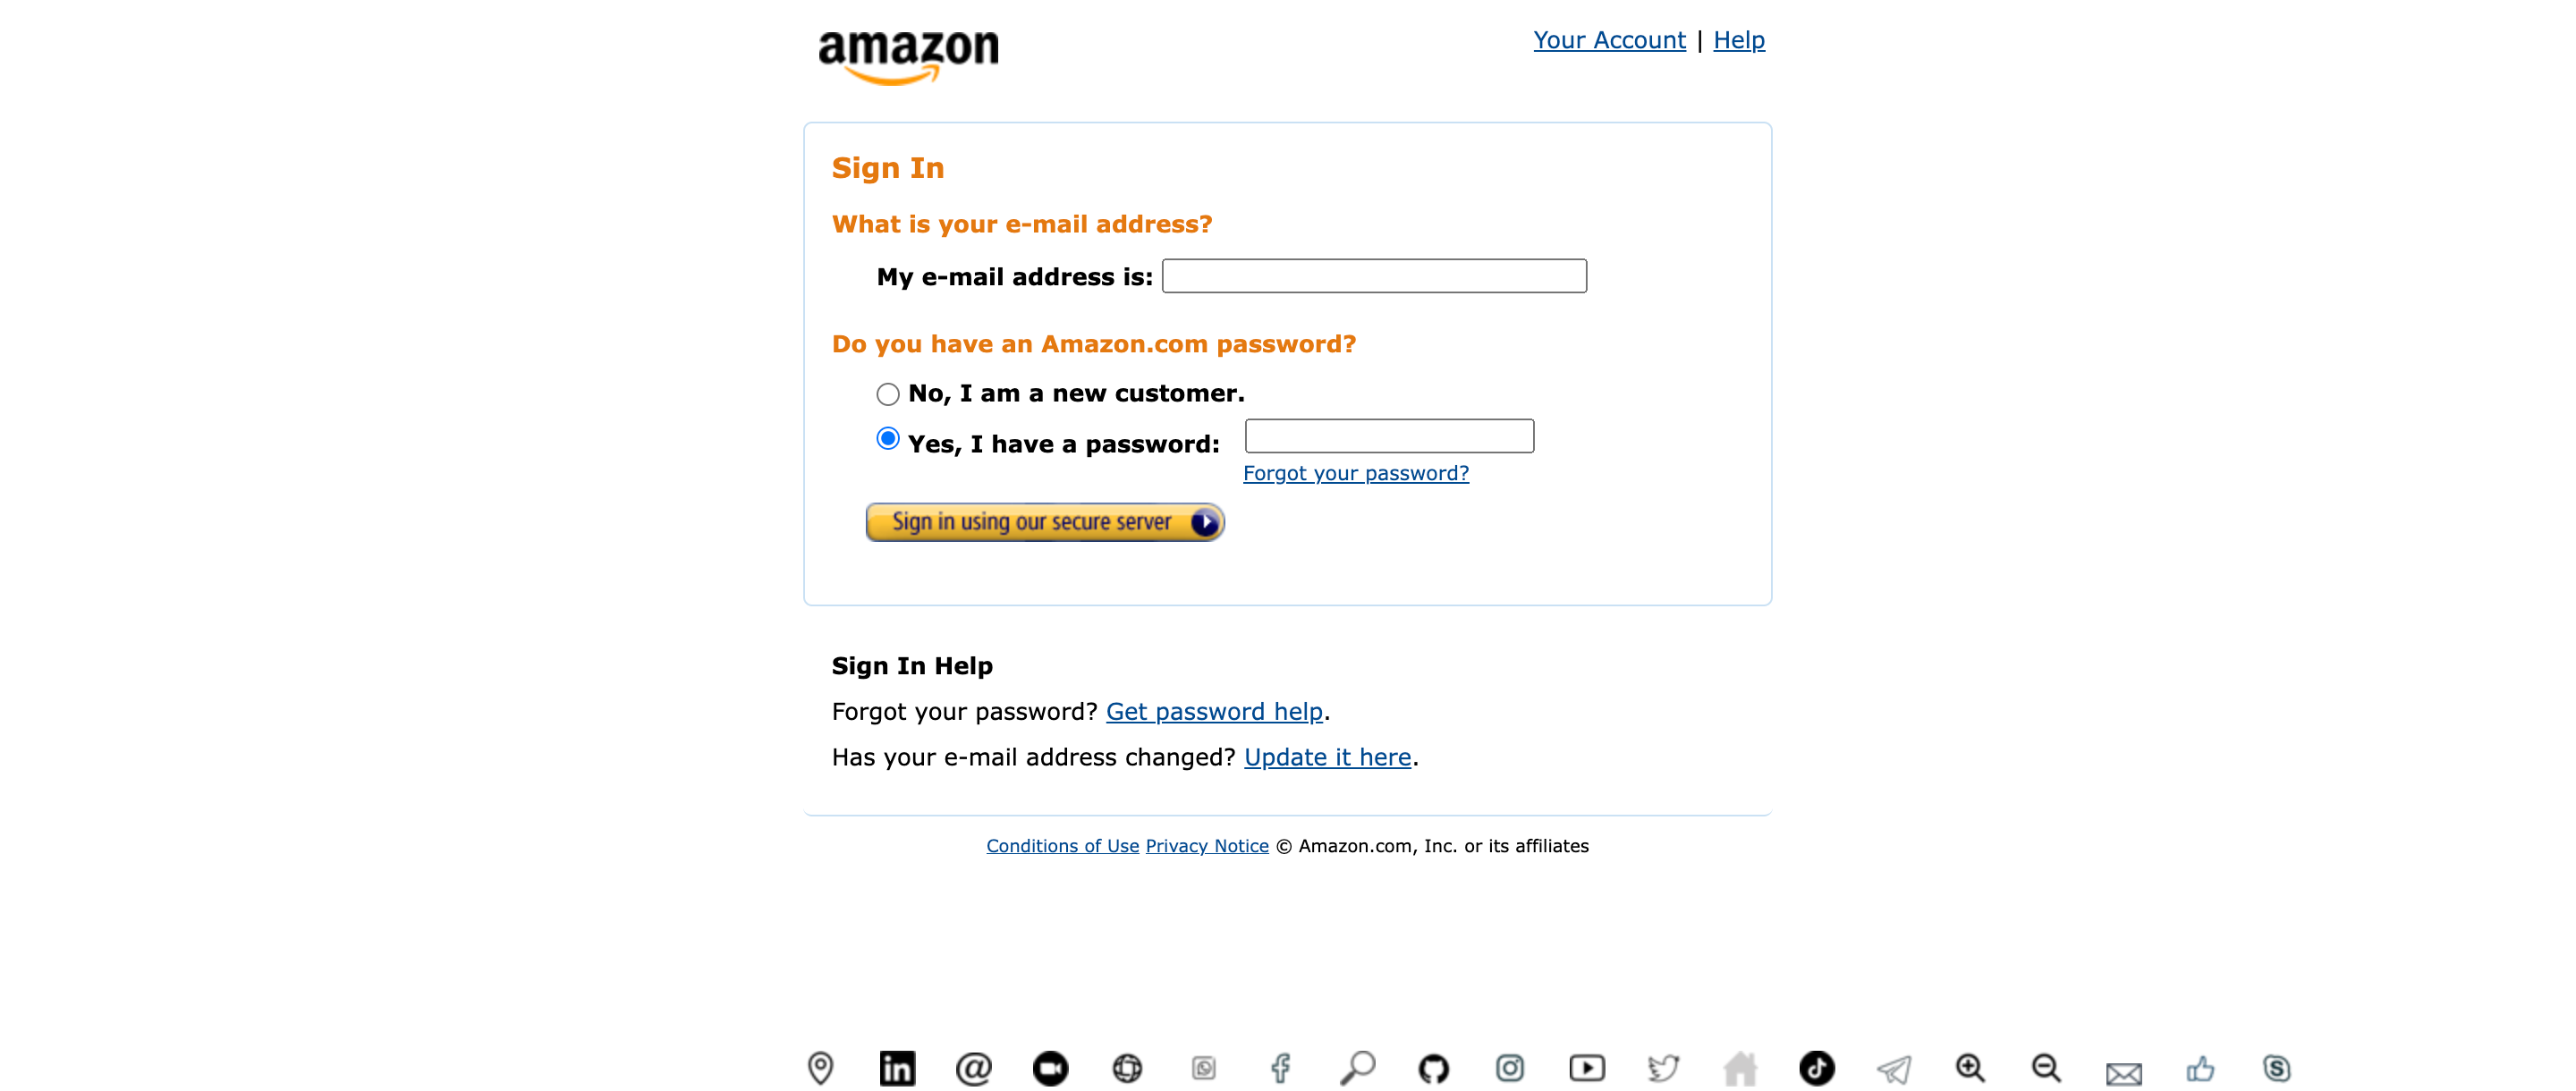 amazon
Your Account | Help
Sign In
What is your e-mail address?
My e-mail address is:
Do you have an Amazon.com password?
No, I am a new customer.
Yes, I have a password:
Forgot your password?
Sign in using our secure server
Sign In Help
Forgot your password? Get password help.
Has your e-mail address changed? Update it here.
Conditions of Use Privacy Notice © Amazon.com, Inc. or its affiliates